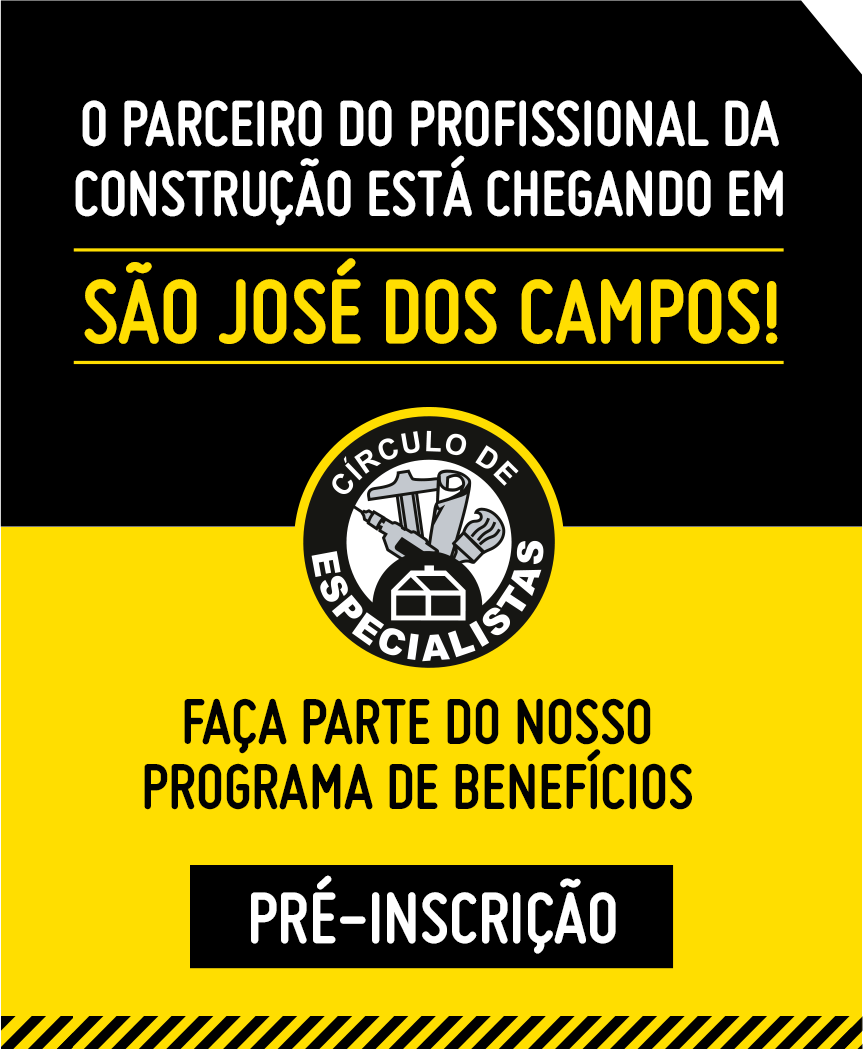 O PARCEIRO DO PROFISSIONAL DA
CONSTRUÇÃO ESTÁ CHEGANDO EM
SÃO JOSÉ DOS CAMPOS!
CÍRCULO DE
ESPECIALISTAS
FAÇA PARTE DO NOSSO
PROGRAMA DE BENEFÍCIOS
PRÉ-INSCRIÇÃO